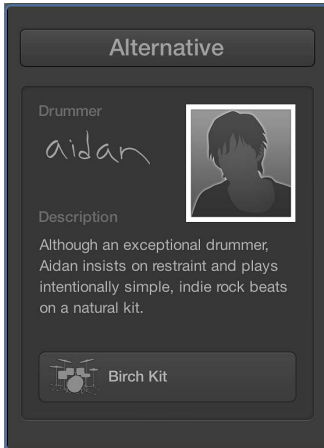 Alternative
Drummer
aidan
Description
Although an exceptional drummer,
Aidan insists on restraint and plays
intentionally simple, indie rock beats
on a natural kit.
Birch Kit